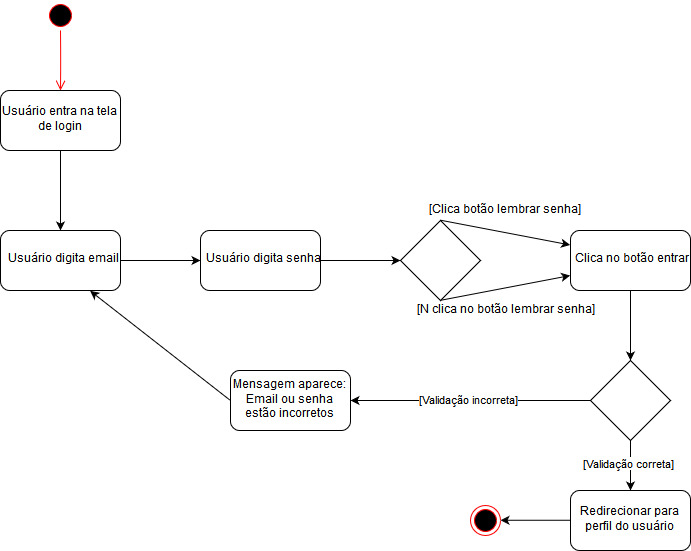 Usuário entra na tela
de login
[Clica botão lembrar senha]
Usuário digita email
Usuário digita senha
Clica no botão entrar
[N clica no botão lembrar senha]
Mensagem aparece:
Email ou senha
estão incorretos
[Validação incorreta]
[Validação correta]
Redirecionar para
perfil do usuário